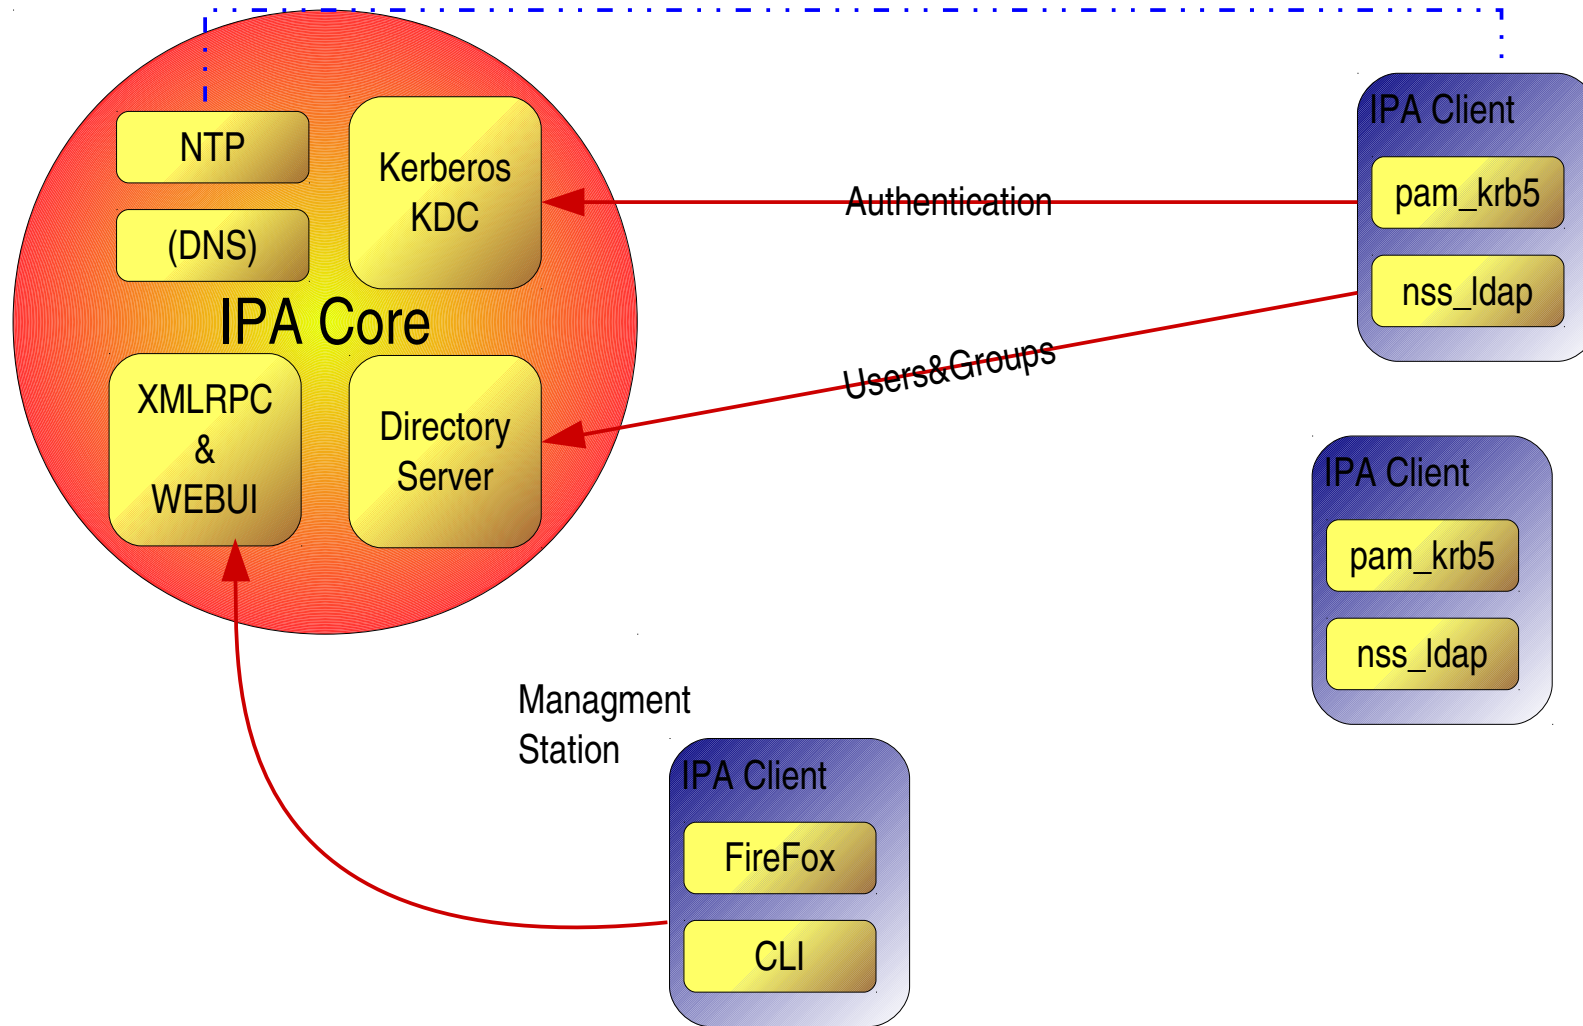 NTP
Kerberos
KDC
(DNS)
IPA Core
XMLRPC
&
WEBUI
Directory
Server
Authentication
Users&Groups
IPA Client
pam_krb5
nss_ldap
IPA Client
pam_krb5
nss_ldap
Managment
Station
IPA Client
FireFox
CLI